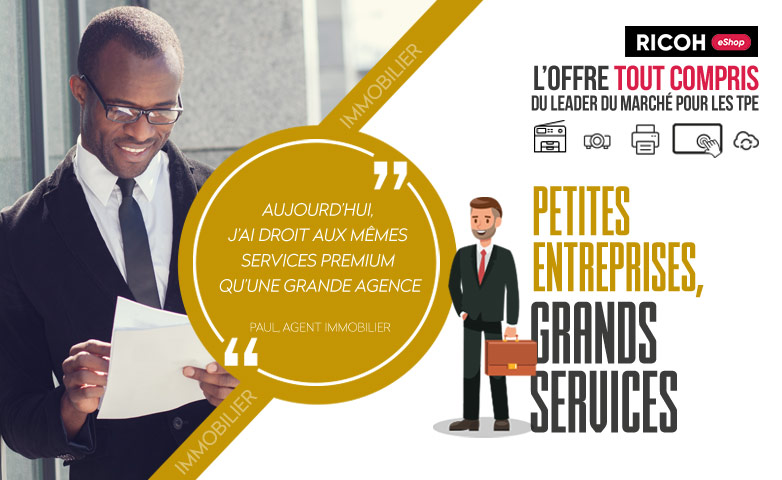 IMMOBILIER
RICOH eShop
L'OFFRE TOUT COMPRIS
DU LEADER DU MARCHÉ POUR LES TPE
"
AUJOURD'HUI,
J'AI DROIT AUX MÊMES
SERVICES PREMIUM
QU'UNE GRANDE AGENCE
PAUL, AGENT IMMOBILIER
"
IMMOBILIER
PETITES
ENTREPRISES,
GRANDS
SERVICES